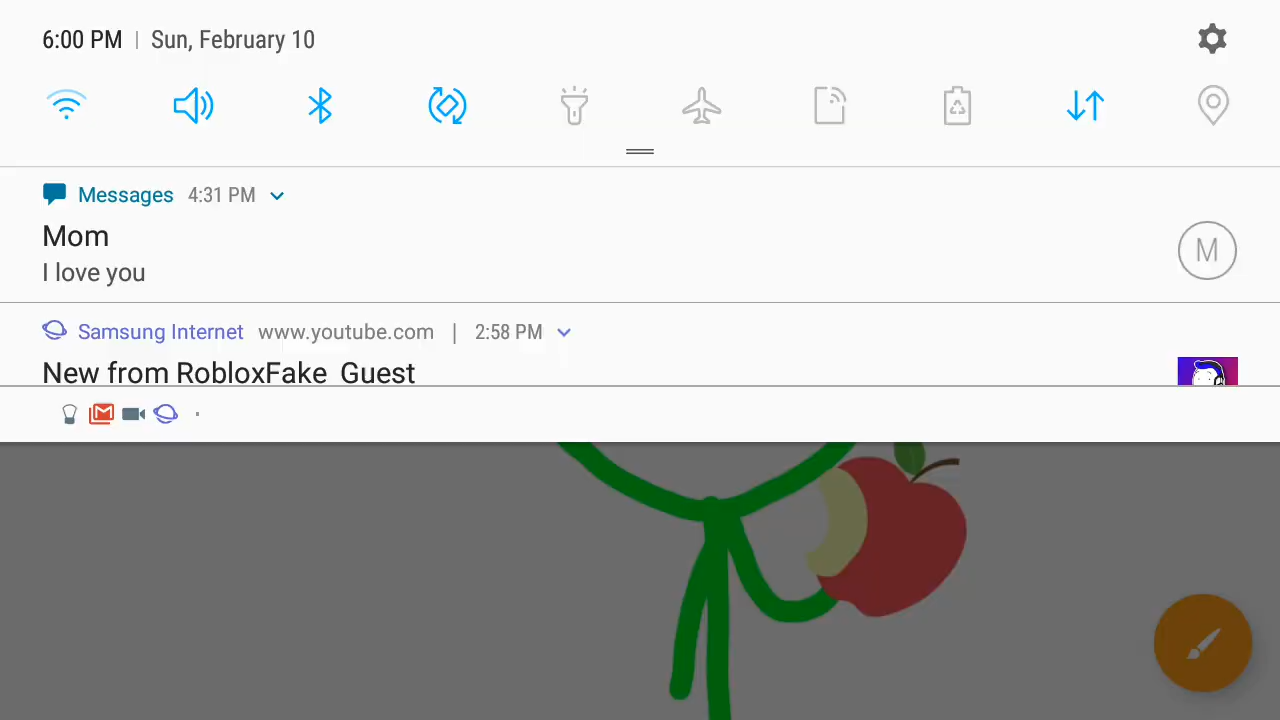 6:00 PM | Sun, February 10
Messages 4:31 PM
Mom
I love you
M
Samsung Internet www.youtube.com | 2:58 PM
New from RobloxFake Guest